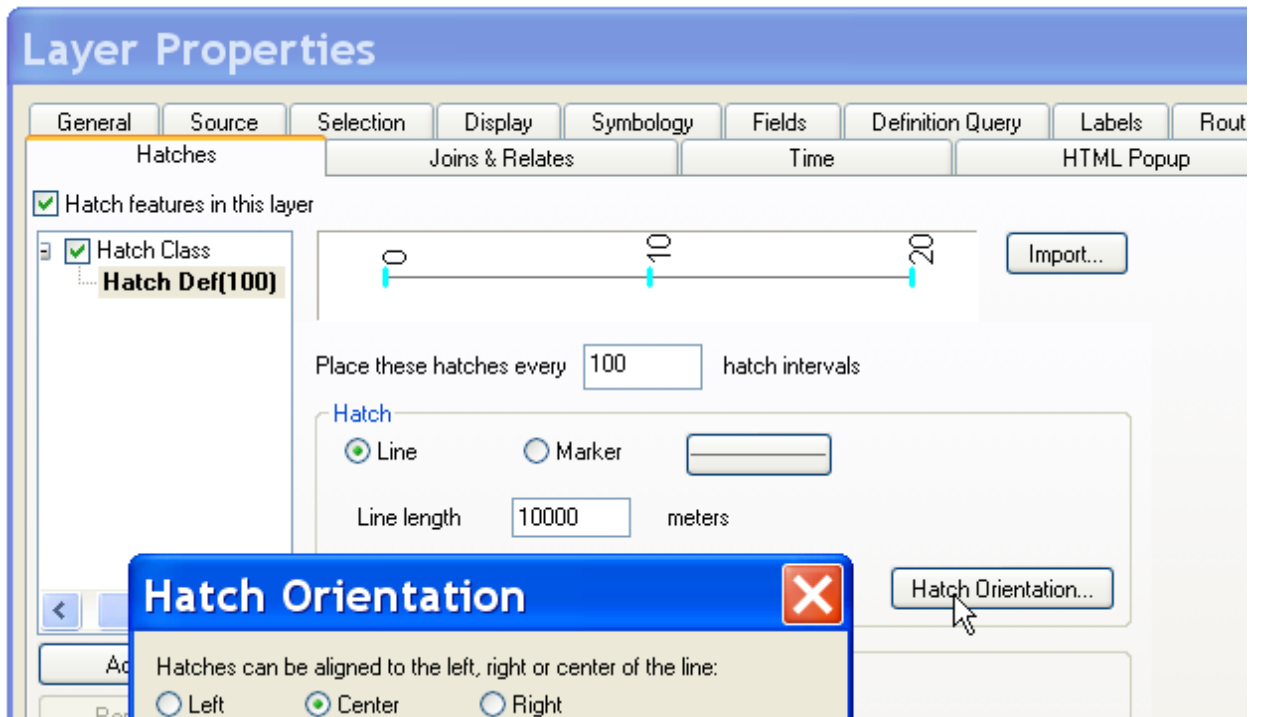 Layer Properties
General Source Selection Display Symbology Fields Definition Query Labels Rout
Hatches Joins & Relates Time HTML Popup
Hatch features in this layer
Hatch Class
Hatch Def(100)
0 10 20
Import...
Place these hatches every 100 hatch intervals
Hatch
Line Marker
Line length 10000 meters
Hatch Orientation...
Hatch Orientation
Ad
Hatches can be aligned to the left, right or center of the line:
Left Center Right